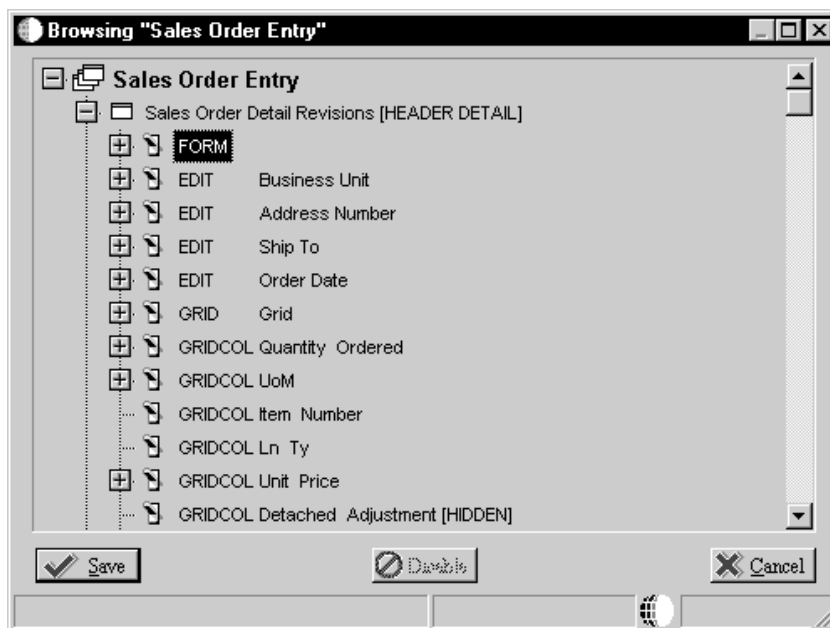 Browsing "Sales Order Entry"
Sales Order Entry
Sales Order Detail Revisions [HEADER DETAIL]
FORM
EDIT Business Unit
EDIT Address Number
EDIT Ship To
EDIT Order Date
GRID Grid
GRIDCOL Quantity Ordered
GRIDCOL UoM
GRIDCOL Item Number
GRIDCOL Ln Ty
GRIDCOL Unit Price
GRIDCOL Detached Adjustment [HIDDEN]
Save Disable Cancel